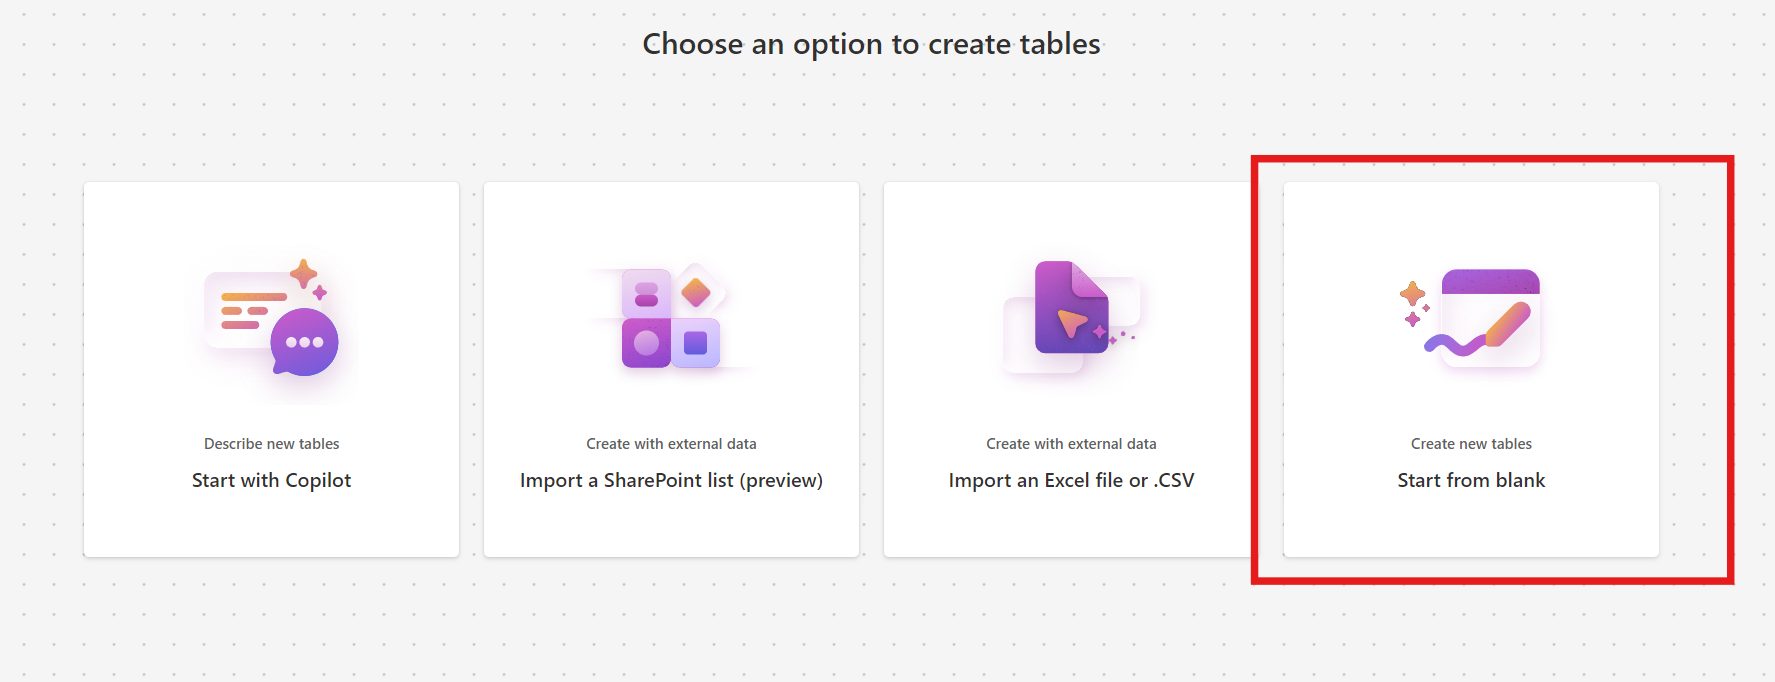 Choose an option to create tables
Describe new tables
Start with Copilot
Create with external data
Import a SharePoint list (preview)
Create with external data
Import an Excel file or .CSV
Create new tables
Start from blank